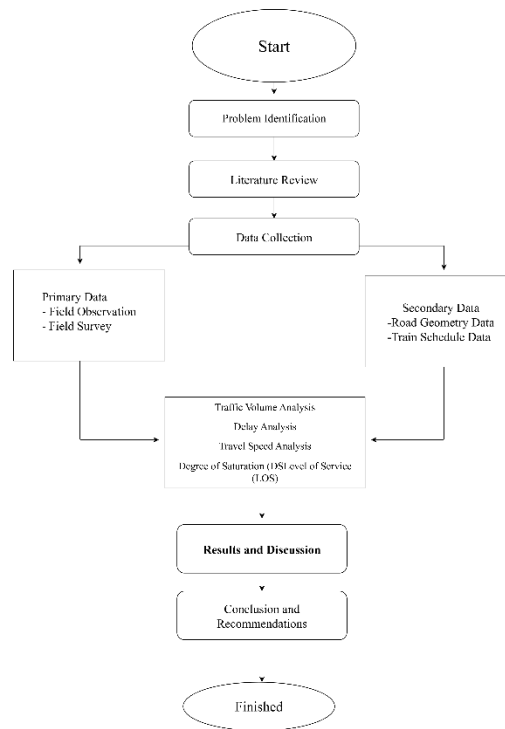 Start
Problem Identification
Literature Review
Data Collection
Primary Data
- Field Observation
- Field Survey
Secondary Data
-Road Geometry Data
-Train Schedule Data
Traffic Volume Analysis
Delay Analysis
Travel Speed Analysis
Degree of Saturation (DSLevel of Service
(LOS)
Results and Discussion
Conclusion and
Recommendations
Finished